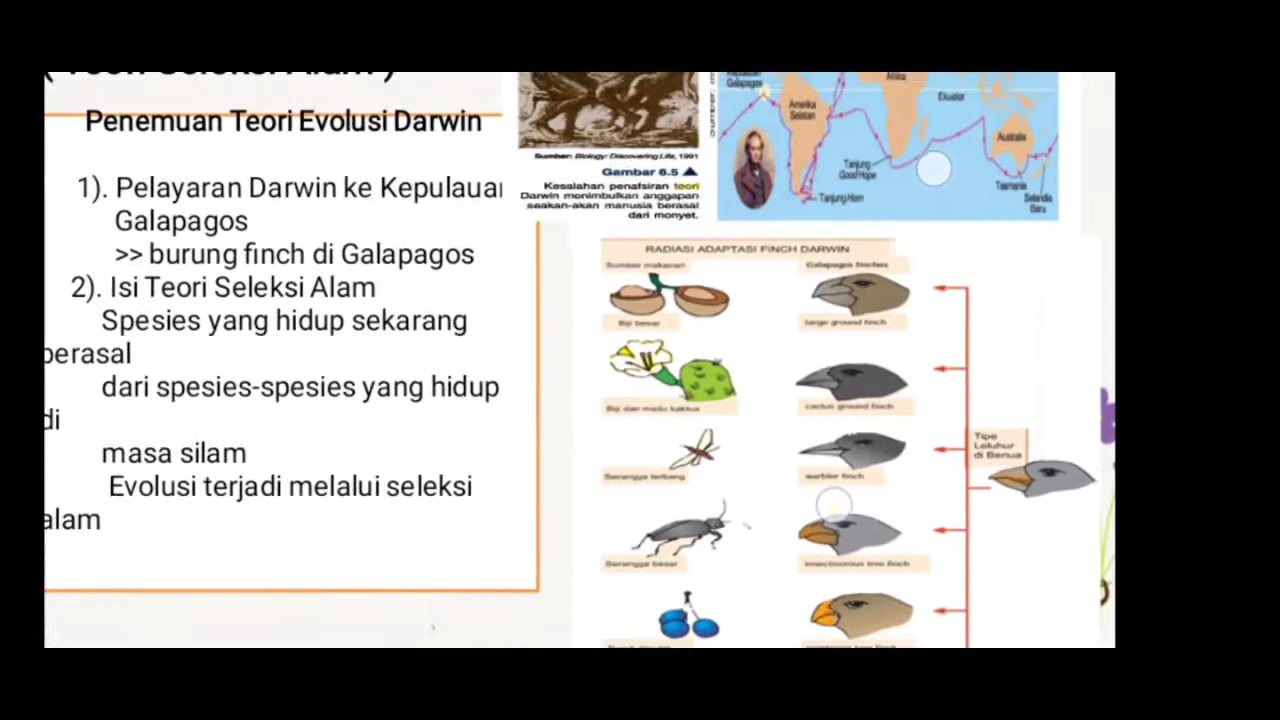 ( Teori Seleksi Alam )
Penemuan Teori Evolusi Darwin
1). Pelayaran Darwin ke Kepulauan
Galapagos
>> burung finch di Galapagos
2). Isi Teori Seleksi Alam
Spesies yang hidup sekarang
berasal
dari spesies-spesies yang hidup
di
masa silam
Evolusi terjadi melalui seleksi
alam
Sumber: Biology: Discovering Life, 1991
Gambar 6.5
Kesalahan penafsiran teori
Darwin menimbulkan anggapan
seakan-akan manusia berasal
dari monyet.
Kepulauan
Galapagos
Amerika
Selatan
Afrika
Ekuator
Australia
Tanjung
Good Hope
Tanjung Horn
Tasmania
Selandia
Baru
RADIASI ADAPTASI FINCH DARWIN
Sumber makanan
Galapagos finches
Biji besar
large ground finch
Biji dan madu kaktus
cactus ground finch
Serangga terbang
warbler finch
Serangga besar
insectivorous tree finch
Tipe
Leluhur
di Benua